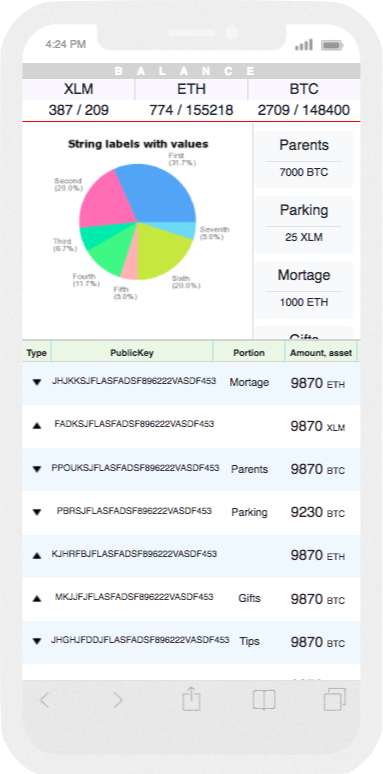 4:24 PM
BALANCE
XLM ETH BTC
387 / 209 774 / 155218 2709 / 148400
String labels with values
First
(31.7%)
Second
(20.0%)
Third
(6.7%)
Fourth
(11.7%)
Fifth
(5.0%)
Sixth
(20.0%)
Seventh
(5.0%)
Parents
7000 BTC
Parking
25 XLM
Mortage
1000 ETH
Gifts
Type PublicKey Portion Amount, asset
▼ JHJKKSJFLASFADSF896222VASDF453 Mortage 9870 ETH
▲ FADKSJFLASFADSF896222VASDF453 9870 XLM
▼ PPOUKSJFLASFADSF896222VASDF453 Parents 9870 BTC
▼ PBRSJFLASFADSF896222VASDF453 Parking 9230 BTC
▲ KJHRFBJFLASFADSF896222VASDF453 9870 ETH
▲ MKJJFJFLASFADSF896222VASDF453 Gifts 9870 BTC
▼ JHGHJFDDJFLASFADSF896222VASDF453 Tips 9870 BTC